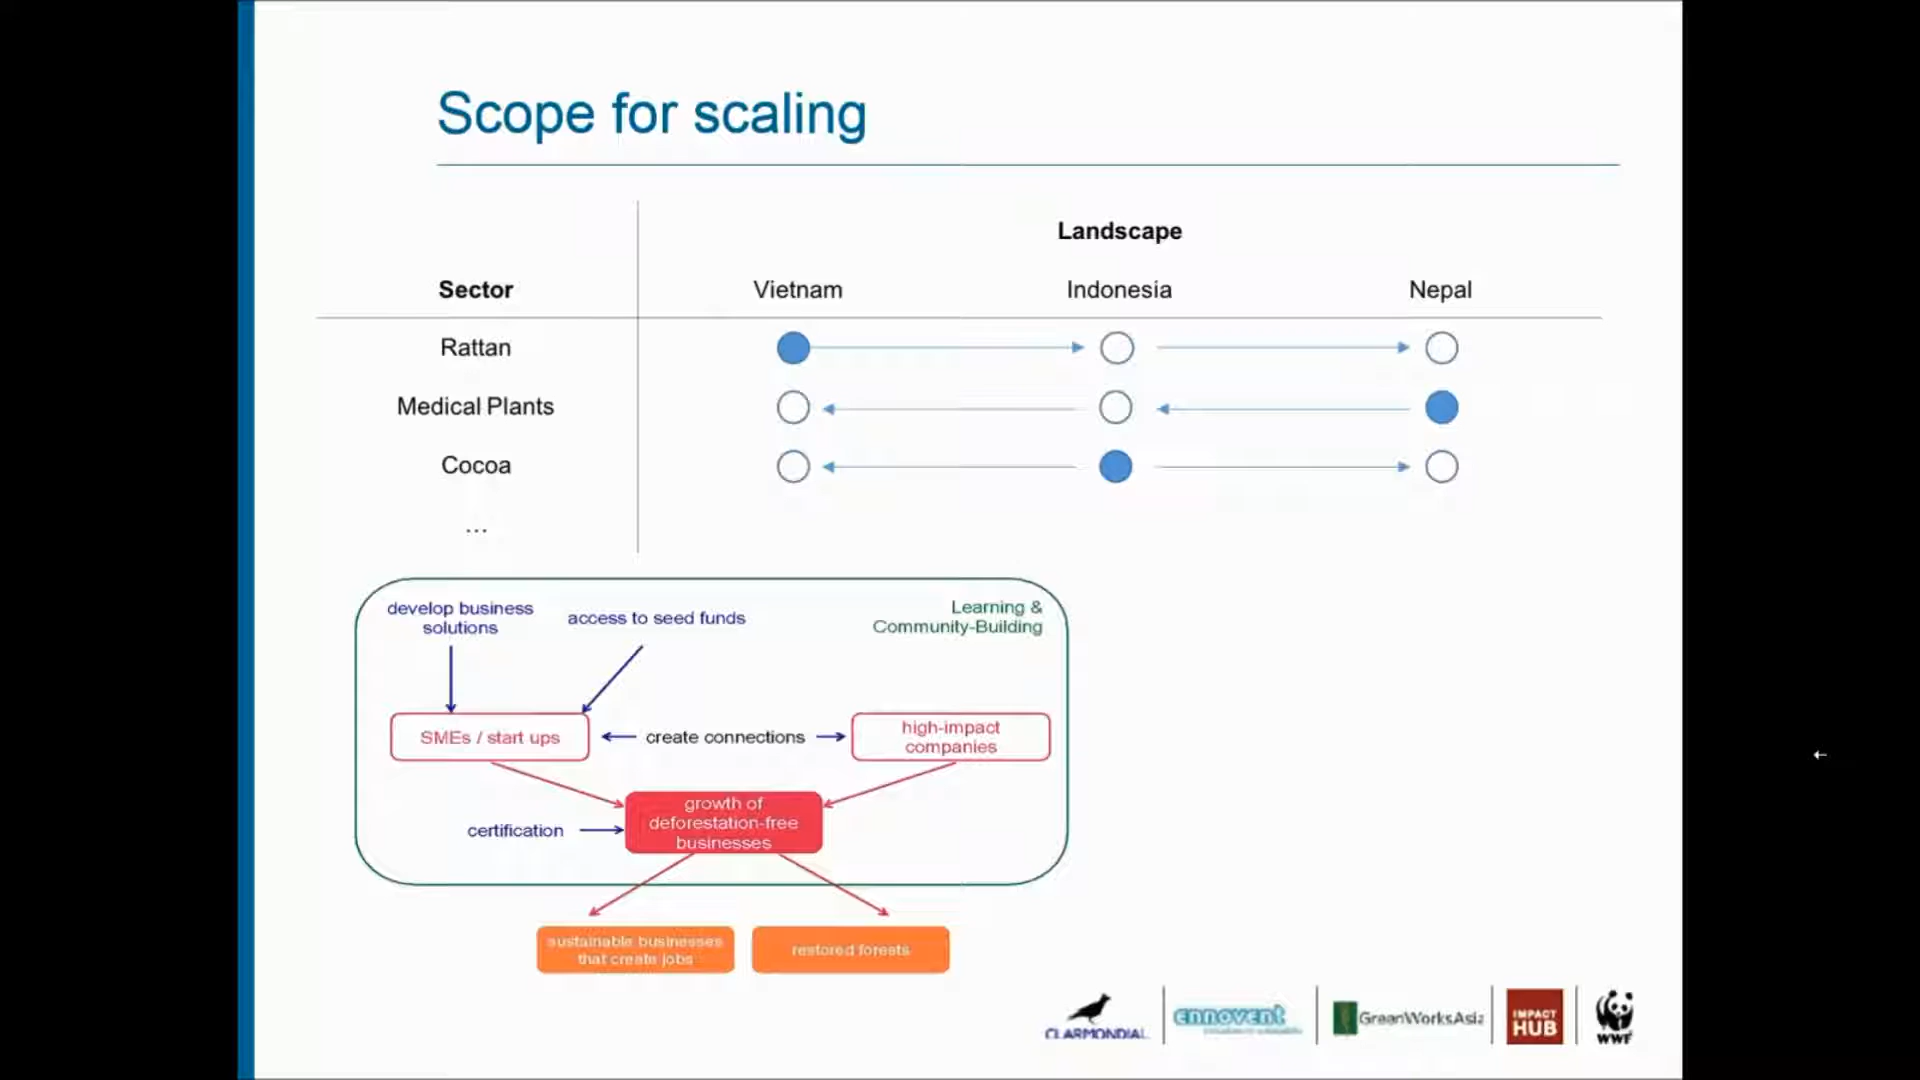 Scope for scaling
Landscape
Sector
Vietnam
Indonesia
Nepal
Rattan
Medical Plants
Cocoa
...
develop business
solutions
access to seed funds
Learning &
Community-Building
SMEs / start ups
create connections
high-impact
companies
growth of
deforestation-free
businesses
certification
sustainable businesses
that create jobs
restored forests
CLARMONDIAL
ennovent
GreenWorksAsia
IMPACT
HUB
WWF